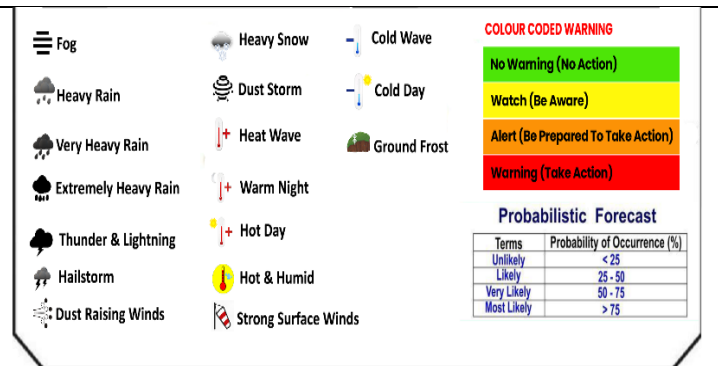 Fog
Heavy Rain
Very Heavy Rain
Extremely Heavy Rain
Thunder & Lightning
Hailstorm
Dust Raising Winds
Heavy Snow
Dust Storm
Heat Wave
Warm Night
Hot Day
Hot & Humid
Strong Surface Winds
Cold Wave
Cold Day
Ground Frost
COLOUR CODED WARNING
No Warning (No Action)
Watch (Be Aware)
Alert (Be Prepared To Take Action)
Warning (Take Action)
Probabilistic Forecast
Terms Probability of Occurrence (%)
Unlikely < 25
Likely 25 - 50
Very Likely 50 - 75
Most Likely > 75